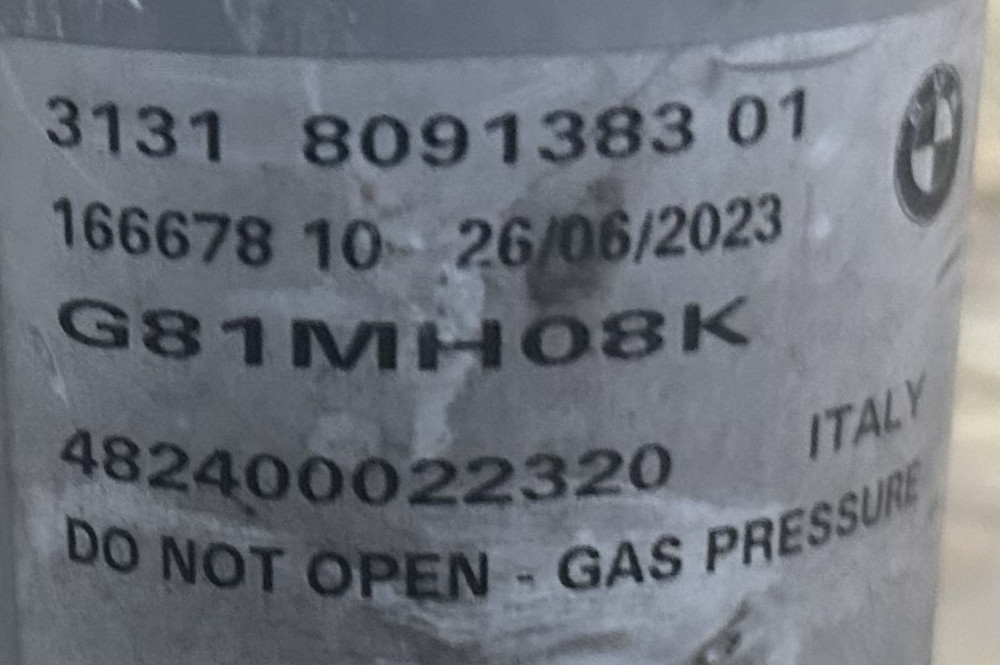 3131 8091383 01
166678 10 26/06/2023
G81MH08K
ITALY
482400022320
DO NOT OPEN - GAS PRESSURE